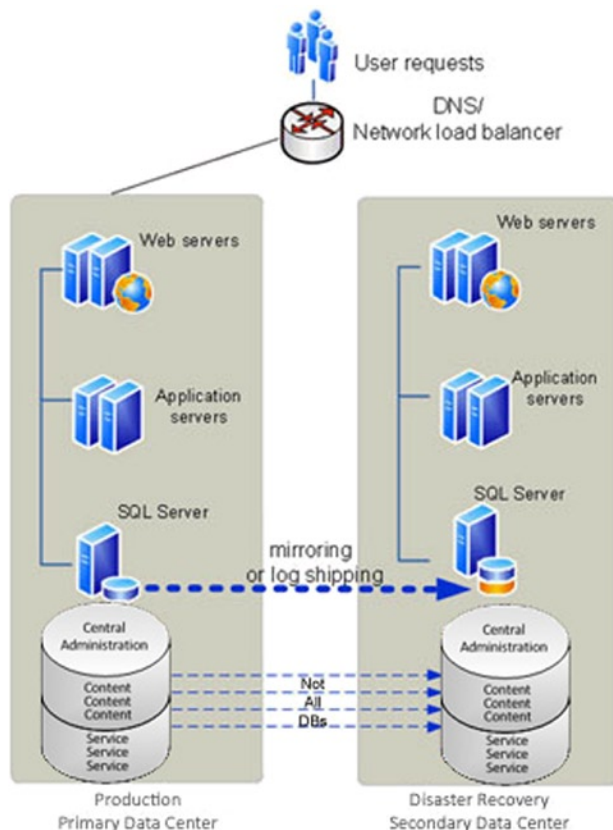 User requests
DNS/
Network load balancer
Web servers
Application
servers
SQL Server
Central
Administration
Content
Content
Content
Service
Service
Service
Production
Primary Data Center
mirroring
or log shipping
Not
All
DBs
Web servers
Application
servers
SQL Server
Central
Administration
Content
Content
Content
Service
Service
Service
Disaster Recovery
Secondary Data Center